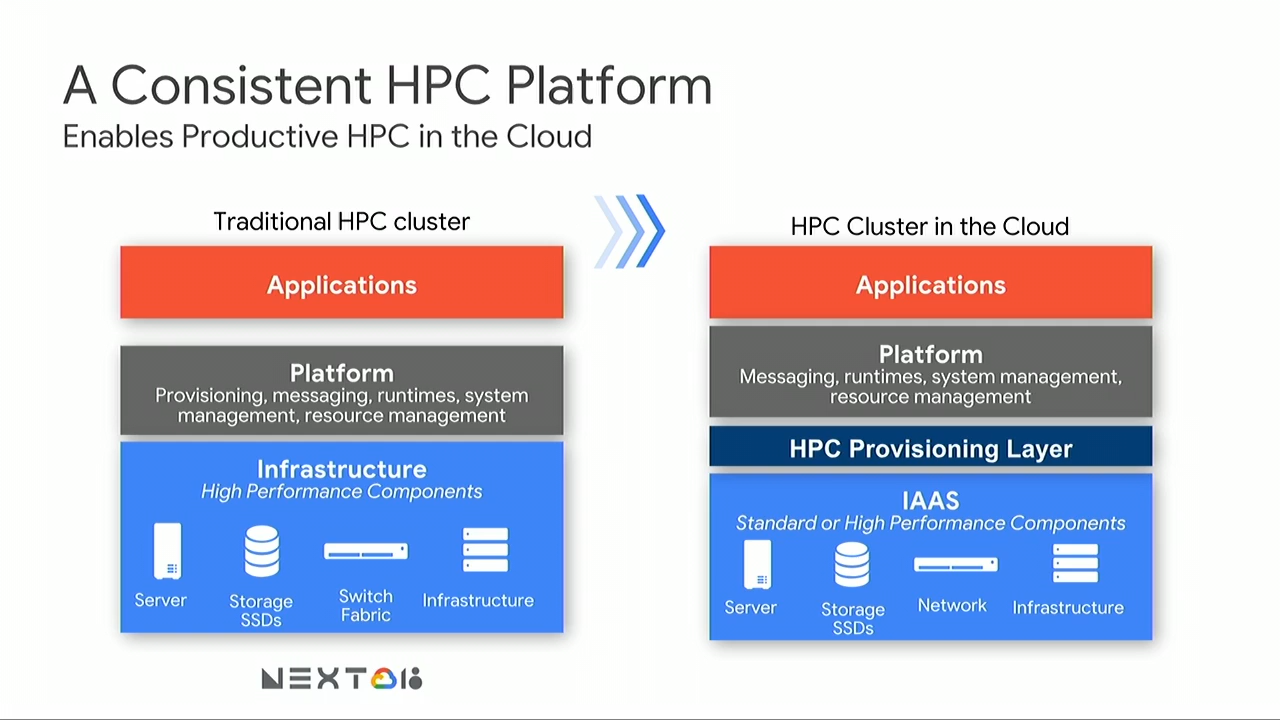 A Consistent HPC Platform
Enables Productive HPC in the Cloud
Traditional HPC cluster
Applications
Platform
Provisioning, messaging, runtimes, system
management, resource management
Infrastructure
High Performance Components
Server
Storage
SSDs
Switch
Fabric
Infrastructure
HPC Cluster in the Cloud
Applications
Platform
Messaging, runtimes, system management,
resource management
HPC Provisioning Layer
IAAS
Standard or High Performance Components
Server
Storage
SSDs
Network
Infrastructure
NEXT 18